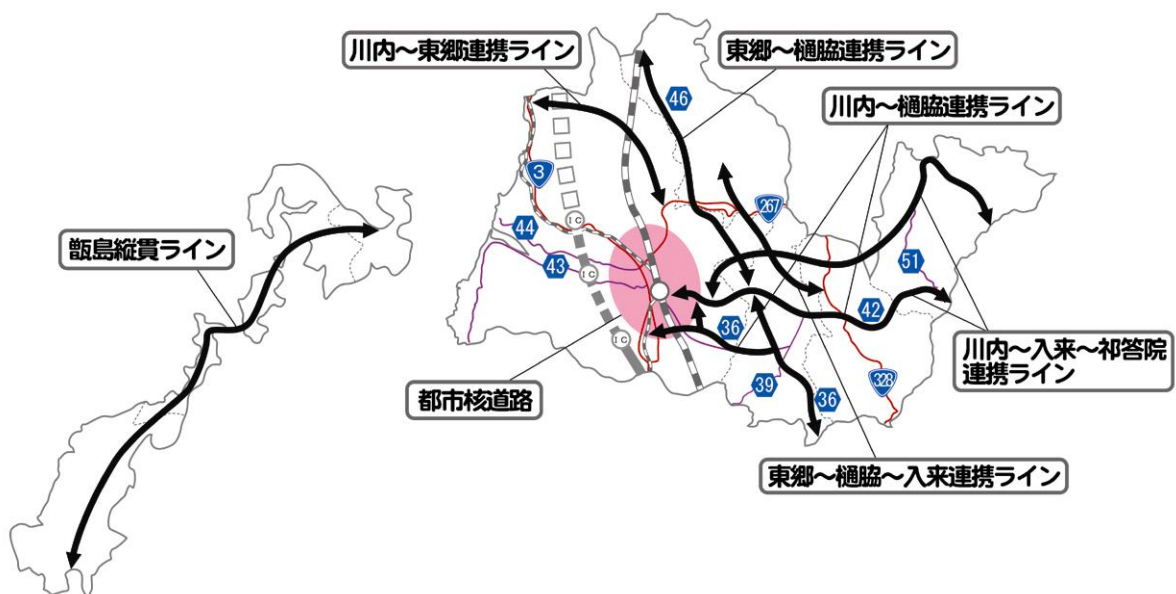 川内〜東郷連携ライン
東郷〜樋脇連携ライン
川内〜樋脇連携ライン
46
3
IC
267
44
甑島縦貫ライン
43
IC
51
42
36
IC
川内〜入来〜祁答院
連携ライン
都市核道路
39
36
328
東郷〜樋脇〜入来連携ライン